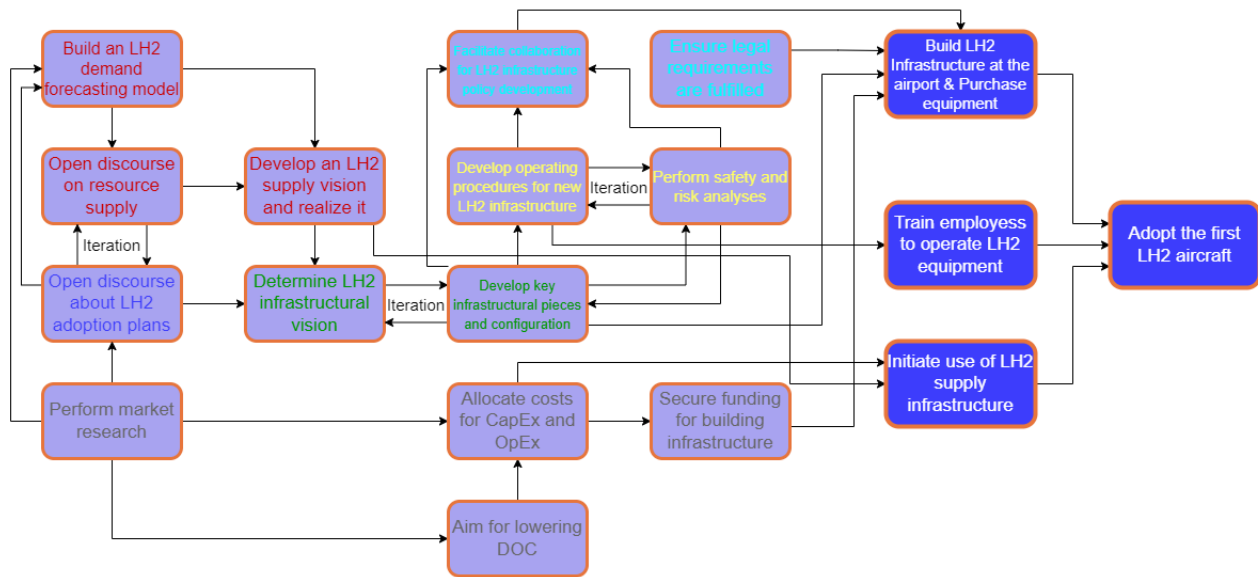 Build an LH2
demand
forecasting model
Facilitate collaboration
for LH2 infrastructure
policy development
Ensure legal
requirements
are fulfilled
Build LH2
Infrastructure at the
airport & Purchase
equipment
Open discourse
on resource
supply
Develop an LH2
supply vision
and realize it
Develop operating
procedures for new
LH2 infrastructure
Iteration
Perform safety and
risk analyses
Train employess
to operate LH2
equipment
Adopt the first
LH2 aircraft
Iteration
Open discourse
about LH2
adoption plans
Determine LH2
infrastructural
vision
Iteration
Develop key
infrastructural pieces
and configuration
Initiate use of LH2
supply
infrastructure
Perform market
research
Allocate costs
for CapEx and
OpEx
Secure funding
for building
infrastructure
Aim for lowering
DOC